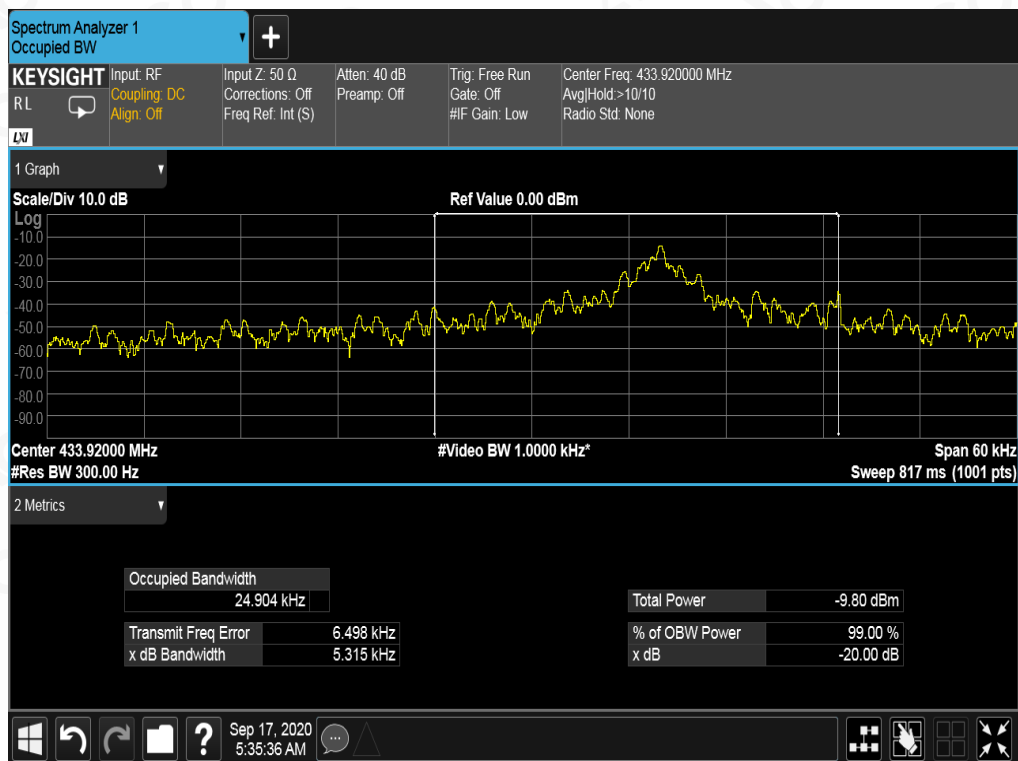 Spectrum Analyzer 1
Occupied BW
+
KEYSIGHT
R L
LXI
Input: RF
Coupling: DC
Align: Off
Input Z: 50 Ω
Corrections: Off
Freq Ref: Int (S)
Atten: 40 dB
Preamp: Off
Trig: Free Run
Gate: Off
#IF Gain: Low
Center Freq: 433.920000 MHz
Avg|Hold:>10/10
Radio Std: None
1 Graph
Scale/Div 10.0 dB
Ref Value 0.00 dBm
Log
-10.0
-20.0
-30.0
-40.0
-50.0
-60.0
-70.0
-80.0
-90.0
Center 433.92000 MHz
#Video BW 1.0000 kHz*
Span 60 kHz
#Res BW 300.00 Hz
Sweep 817 ms (1001 pts)
2 Metrics
Occupied Bandwidth
24.904 kHz
Total Power -9.80 dBm
Transmit Freq Error 6.498 kHz
% of OBW Power 99.00 %
x dB Bandwidth 5.315 kHz
x dB -20.00 dB
?
Sep 17, 2020
5:35:36 AM